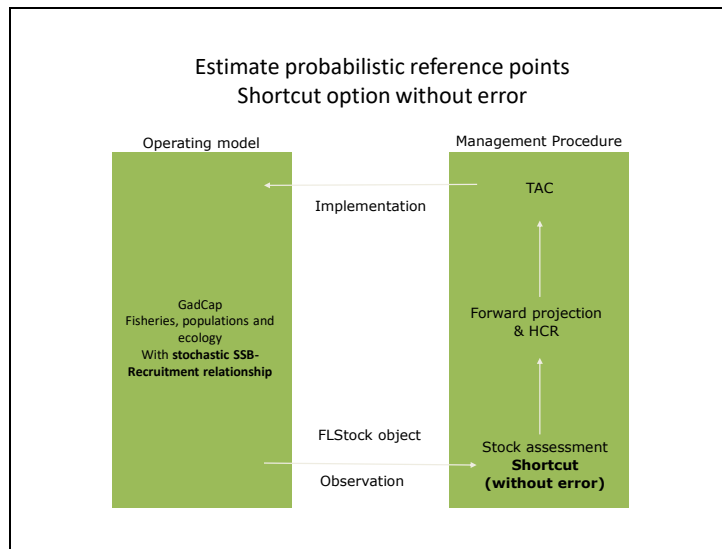 Estimate probabilistic reference points
Shortcut option without error
Operating model
Management Procedure
TAC
Implementation
GadCap
Fisheries, populations and
ecology
With stochastic SSB-
Recruitment relationship
Forward projection
& HCR
FLStock object
Observation
Stock assessment
Shortcut
(without error)